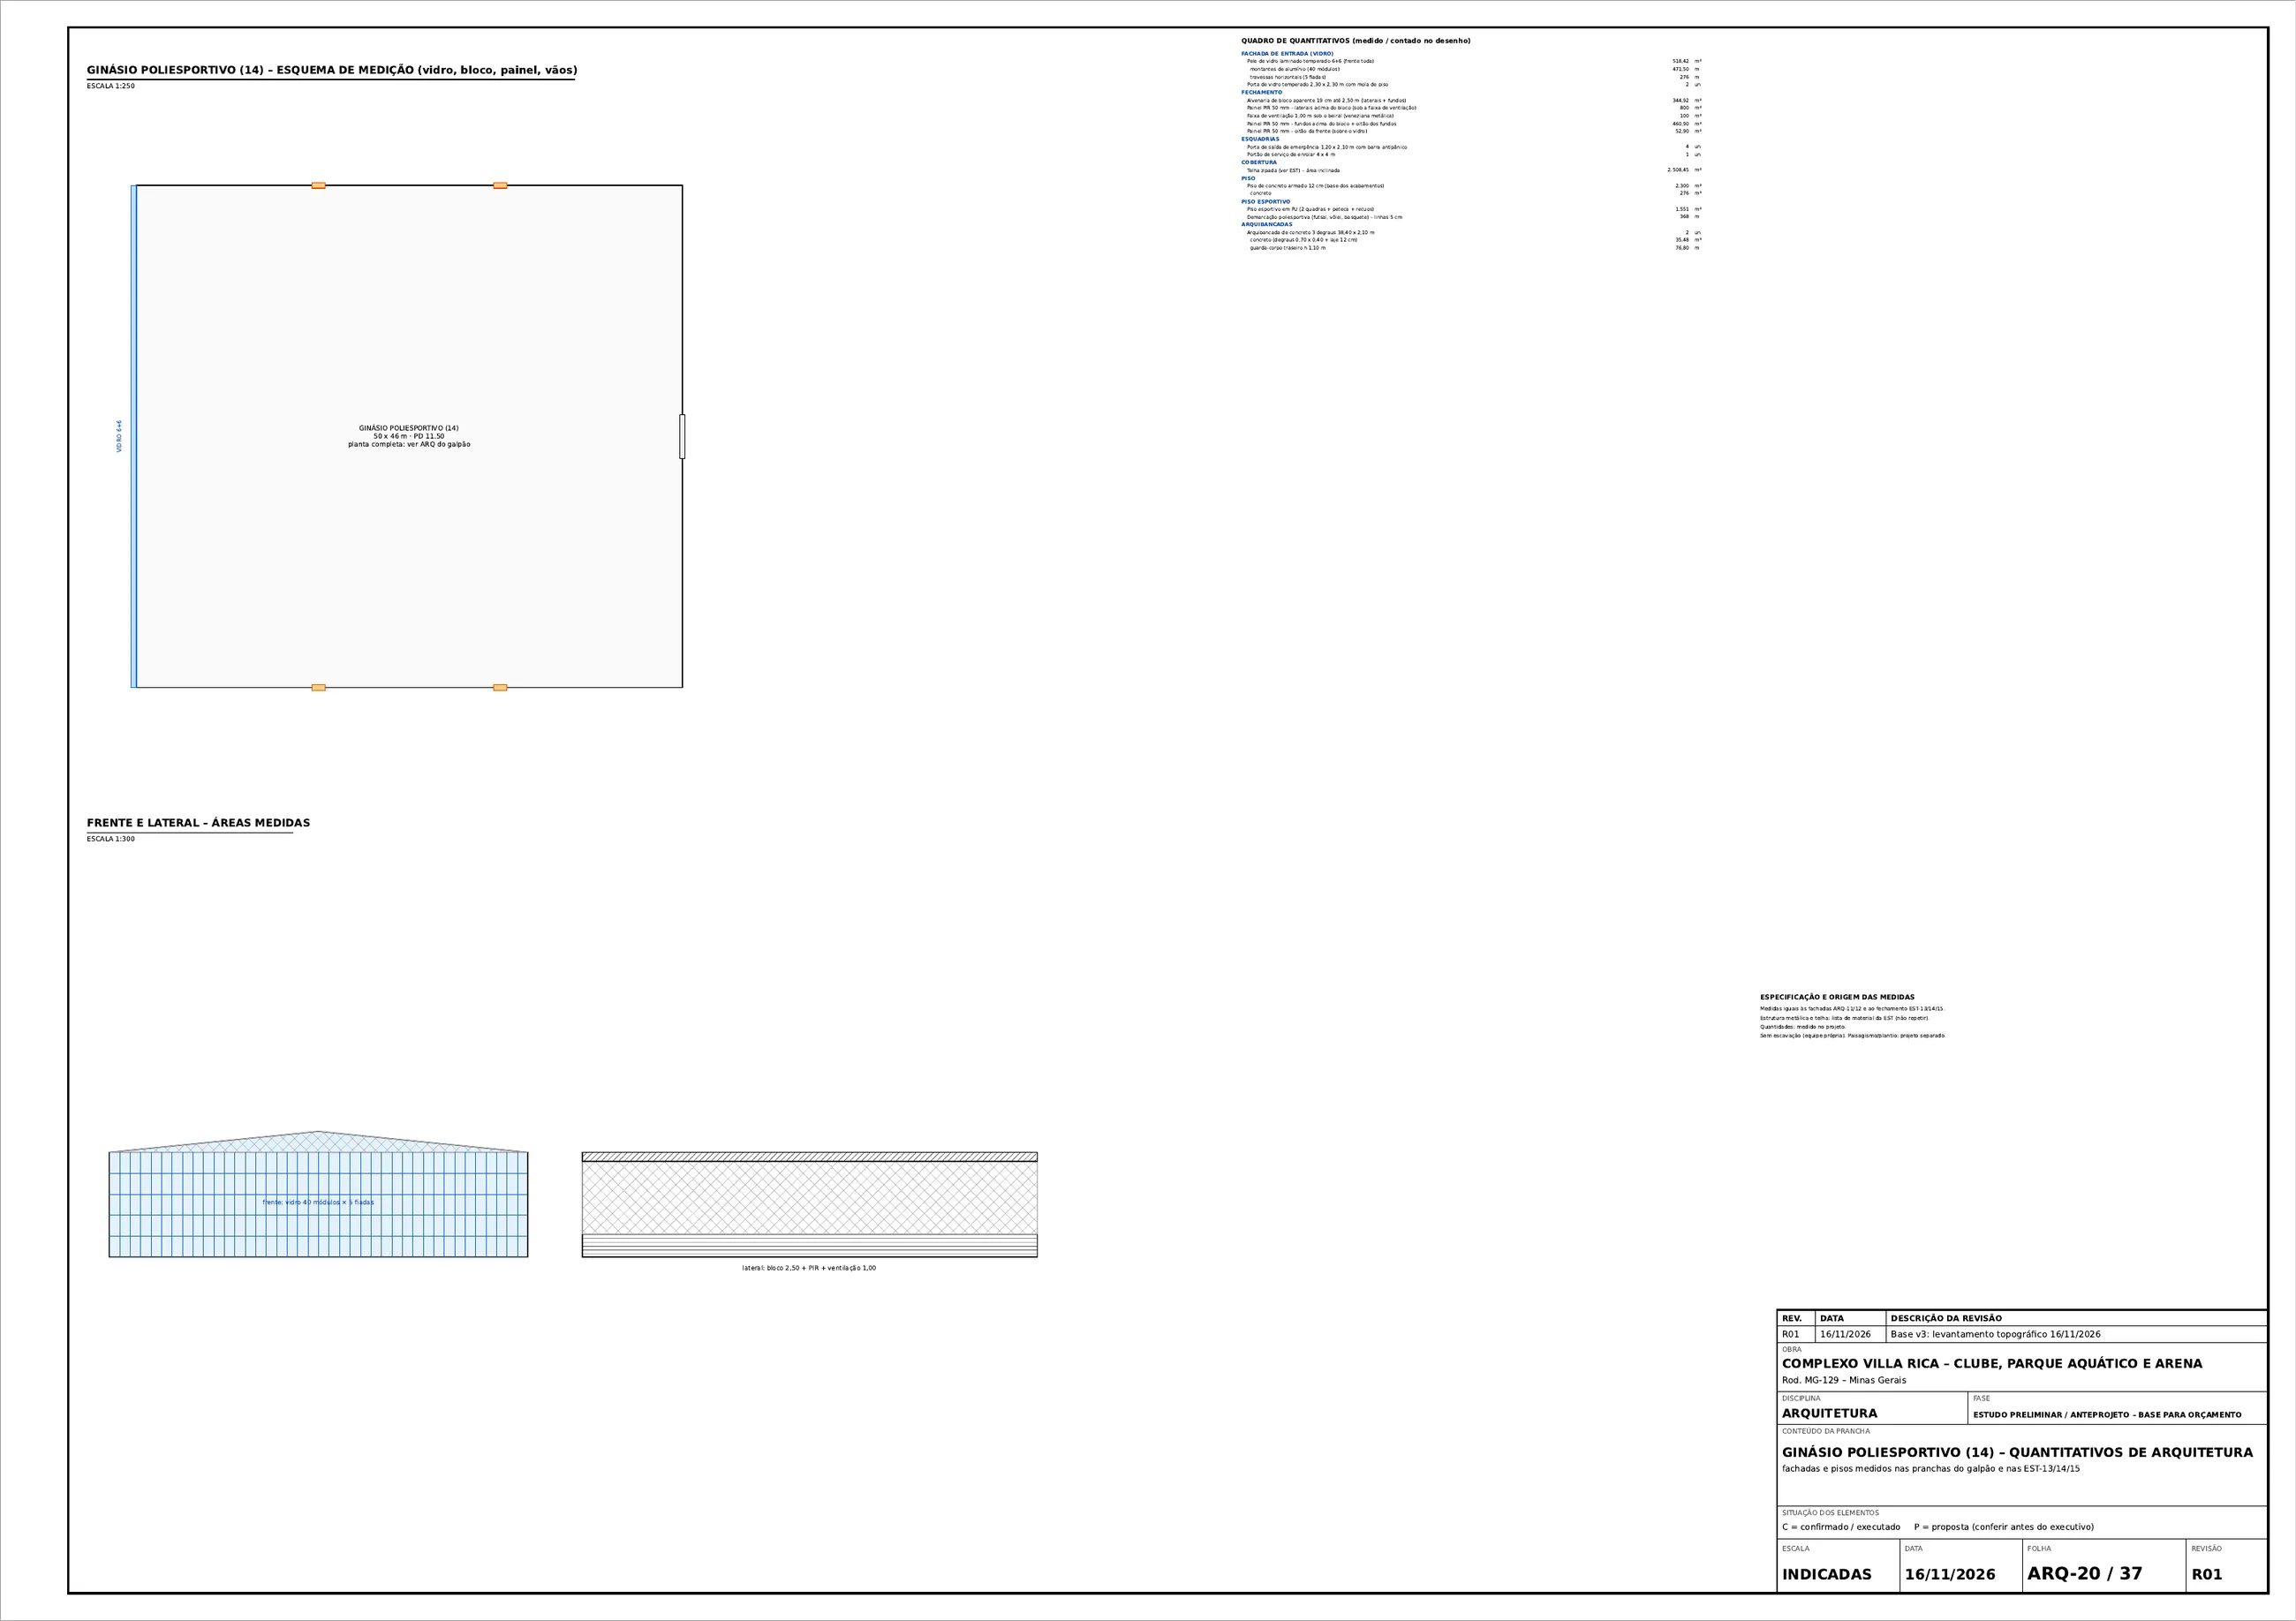 GINÁSIO POLIESPORTIVO (14) – ESQUEMA DE MEDIÇÃO (vidro, bloco, painel, vãos)
ESCALA 1:250
VIDRO 6+6
GINÁSIO POLIESPORTIVO (14)
50 x 46 m · PD 11,50
planta completa: ver ARQ do galpão
FRENTE E LATERAL – ÁREAS MEDIDAS
ESCALA 1:300
frente: vidro 40 módulos × 5 fiadas
lateral: bloco 2,50 + PIR + ventilação 1,00
QUADRO DE QUANTITATIVOS (medido / contado no desenho)
FACHADA DE ENTRADA (VIDRO)
Pele de vidro laminado temperado 6+6 (frente toda) 518,42 m²
montantes de alumínio (40 módulos) 471,50 m
travessas horizontais (5 fiadas) 276 m
Porta de vidro temperado 2,30 x 2,30 m com mola de piso 2 un
FECHAMENTO
Alvenaria de bloco aparente 19 cm até 2,50 m (laterais + fundos) 344,92 m²
Painel PIR 50 mm – laterais acima do bloco (sob a faixa de ventilação) 800 m²
Faixa de ventilação 1,00 m sob o beiral (veneziana metálica) 100 m²
Painel PIR 50 mm – fundos acima do bloco + oitão dos fundos 460,90 m²
Painel PIR 50 mm – oitão da frente (sobre o vidro) 52,90 m²
ESQUADRIAS
Porta de saída de emergência 1,20 x 2,10 m com barra antipânico 4 un
Portão de serviço de enrolar 4 x 4 m 1 un
COBERTURA
Telha zipada (ver EST) – área inclinada 2.508,45 m²
PISO
Piso de concreto armado 12 cm (base dos acabamentos) 2.300 m²
concreto 276 m³
PISO ESPORTIVO
Piso esportivo em PU (2 quadras + peteca + recuos) 1.551 m²
Demarcação poliesportiva (futsal, vôlei, basquete) – linhas 5 cm 368 m
ARQUIBANCADAS
Arquibancada de concreto 3 degraus 38,40 x 2,10 m 2 un
concreto (degraus 0,70 x 0,40 + laje 12 cm) 35,48 m³
guarda-corpo traseiro h 1,10 m 76,80 m
ESPECIFICAÇÃO E ORIGEM DAS MEDIDAS
Medidas iguais às fachadas ARQ-11/12 e ao fechamento EST-13/14/15.
Estrutura metálica e telha: lista de material da EST (não repetir).
Quantidades: medido no projeto.
Sem escavação (equipe própria). Paisagismo/plantio: projeto separado.
REV. DATA DESCRIÇÃO DA REVISÃO
R01 16/11/2026 Base v3: levantamento topográfico 16/11/2026
OBRA
COMPLEXO VILLA RICA – CLUBE, PARQUE AQUÁTICO E ARENA
Rod. MG-129 – Minas Gerais
DISCIPLINA FASE
ARQUITETURA ESTUDO PRELIMINAR / ANTEPROJETO – BASE PARA ORÇAMENTO
CONTEÚDO DA PRANCHA
GINÁSIO POLIESPORTIVO (14) – QUANTITATIVOS DE ARQUITETURA
fachadas e pisos medidos nas pranchas do galpão e nas EST-13/14/15
SITUAÇÃO DOS ELEMENTOS
C = confirmado / executado P = proposta (conferir antes do executivo)
ESCALA DATA FOLHA REVISÃO
INDICADAS 16/11/2026 ARQ-20 / 37 R01